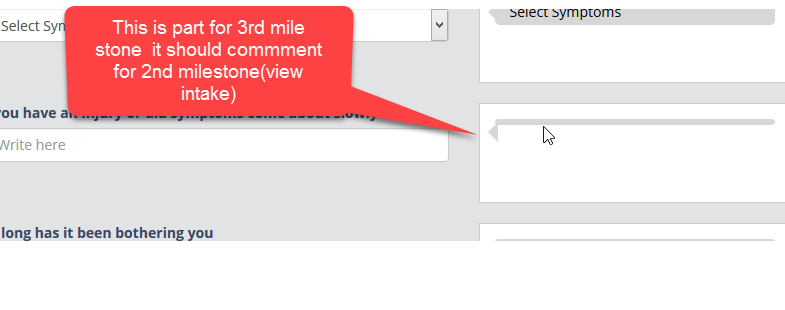 Select Sym
This is part for 3rd mile
stone it should commment
for 2nd milestone(view
intake)
Select Symptoms
you have an injury or did symptoms come about slowly
Write here
long has it been bothering you